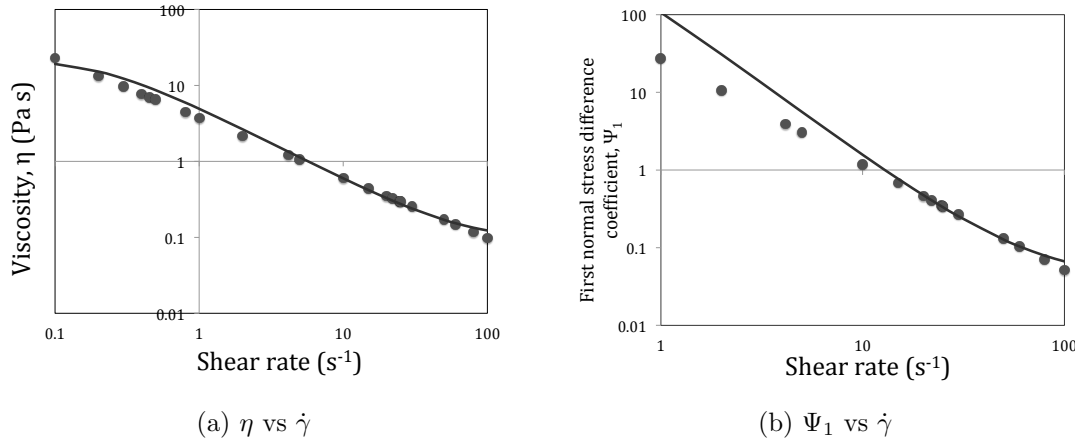 100
10
1
0.1
0.01
0.1
1
10
100
Viscosity, η (Pa s)
Shear rate (s⁻¹)
(a) η vs γ̇
100
10
1
0.1
0.01
1
10
100
First normal stress difference
coefficient, Ψ₁
Shear rate (s⁻¹)
(b) Ψ₁ vs γ̇